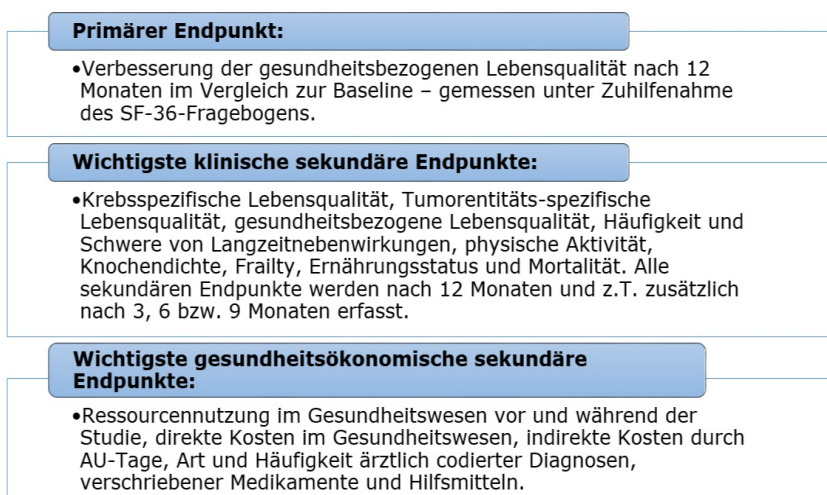 Primärer Endpunkt:
•Verbesserung der gesundheitsbezogenen Lebensqualität nach 12
Monaten im Vergleich zur Baseline – gemessen unter Zuhilfenahme
des SF-36-Fragebogens.
Wichtigste klinische sekundäre Endpunkte:
•Krebsspezifische Lebensqualität, Tumorentitäts-spezifische
Lebensqualität, gesundheitsbezogene Lebensqualität, Häufigkeit und
Schwere von Langzeitnebenwirkungen, physische Aktivität,
Knochendichte, Frailty, Ernährungsstatus und Mortalität. Alle
sekundären Endpunkte werden nach 12 Monaten und z.T. zusätzlich
nach 3, 6 bzw. 9 Monaten erfasst.
Wichtigste gesundheitsökonomische sekundäre
Endpunkte:
•Ressourcennutzung im Gesundheitswesen vor und während der
Studie, direkte Kosten im Gesundheitswesen, indirekte Kosten durch
AU-Tage, Art und Häufigkeit ärztlich codierter Diagnosen,
verschriebener Medikamente und Hilfsmitteln.